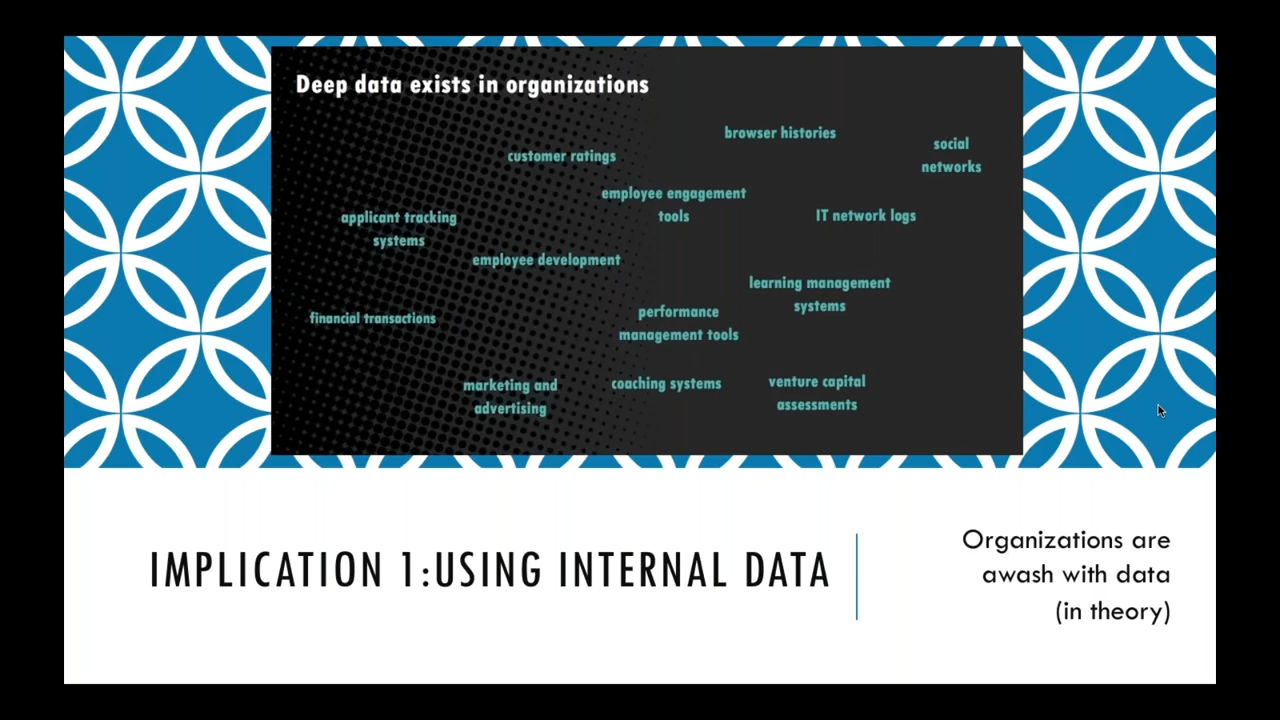 Deep data exists in organizations
browser histories
social
networks
customer ratings
employee engagement
tools
IT network logs
applicant tracking
systems
employee development
learning management
systems
financial transactions
performance
management tools
marketing and
advertising
coaching systems
venture capital
assessments
IMPLICATION 1:USING INTERNAL DATA
Organizations are
awash with data
(in theory)